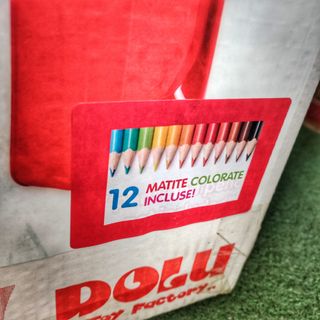 12 MATITE COLORATE
INCLUSE!
DOLU
Toy Factory